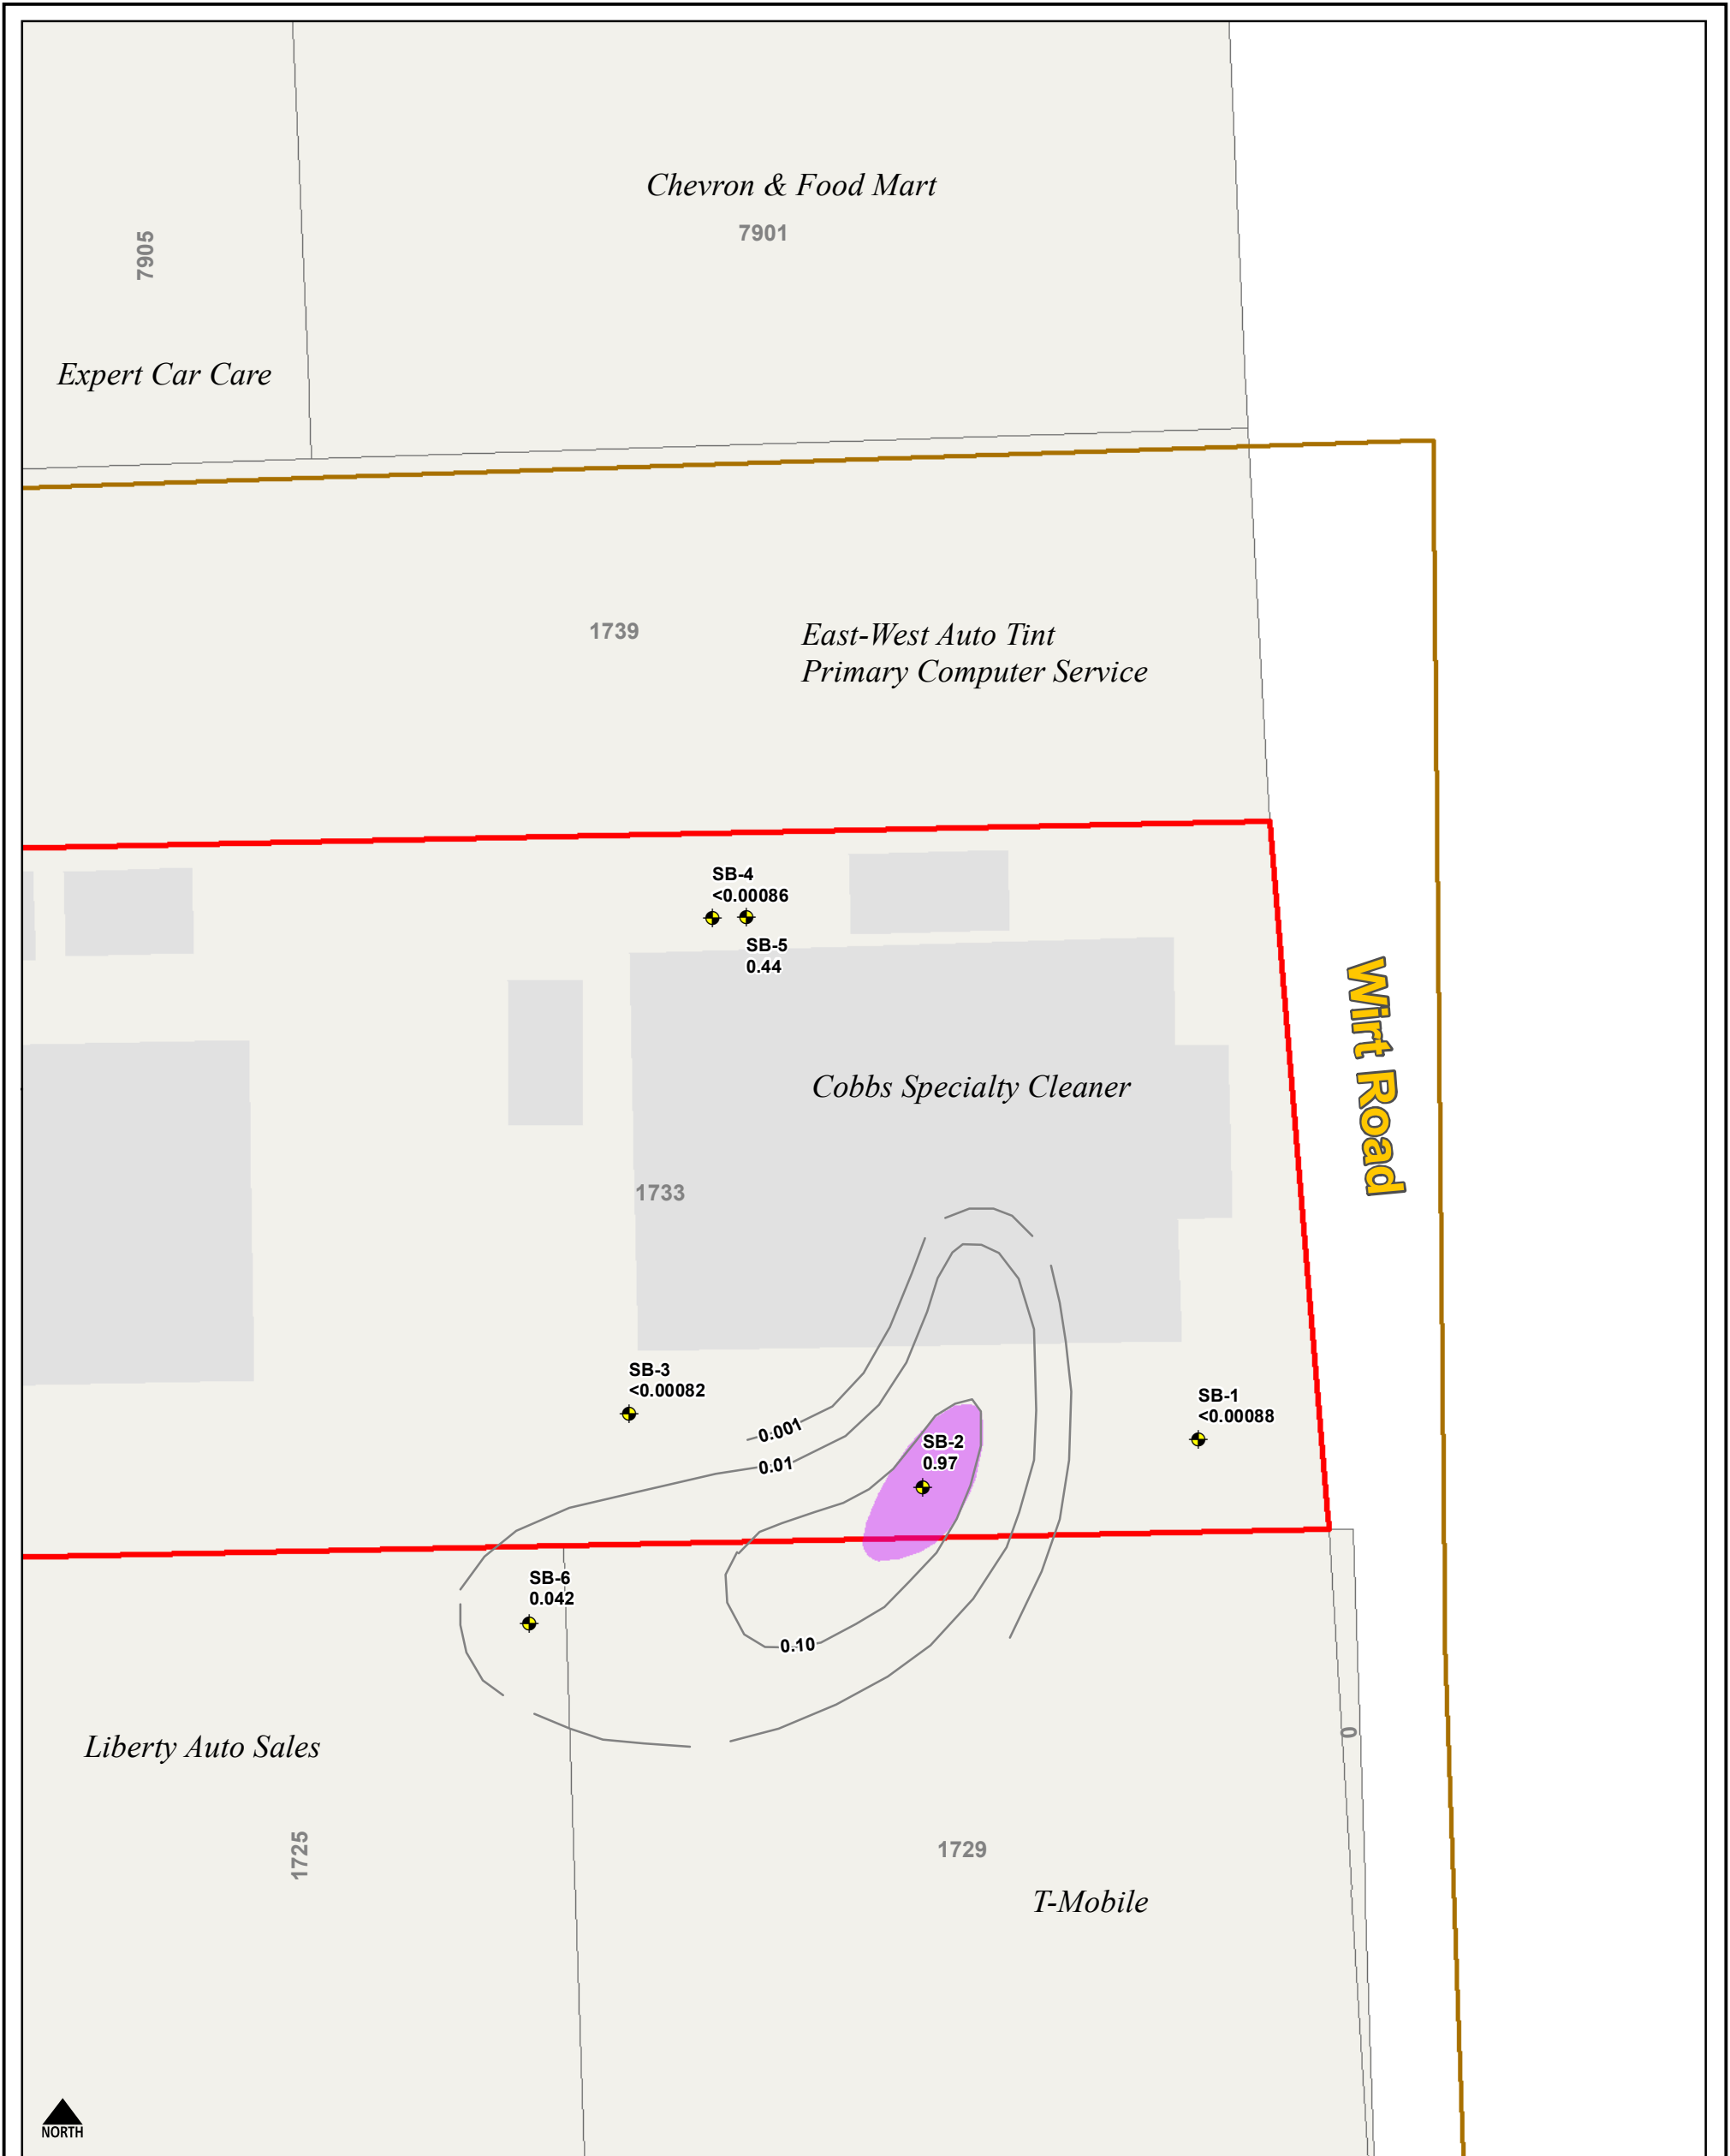 Chevron & Food Mart
7901
7905
Expert Car Care
1739
East-West Auto Tint
Primary Computer Service
SB-4
<0.00086
SB-5
0.44
Wirt Road
Cobbs Specialty Cleaner
1733
SB-3
<0.00082
SB-1
<0.00088
0.001
0.01
SB-2
0.97
SB-6
0.042
0.10
Liberty Auto Sales
0
1725
1729
T-Mobile
NORTH